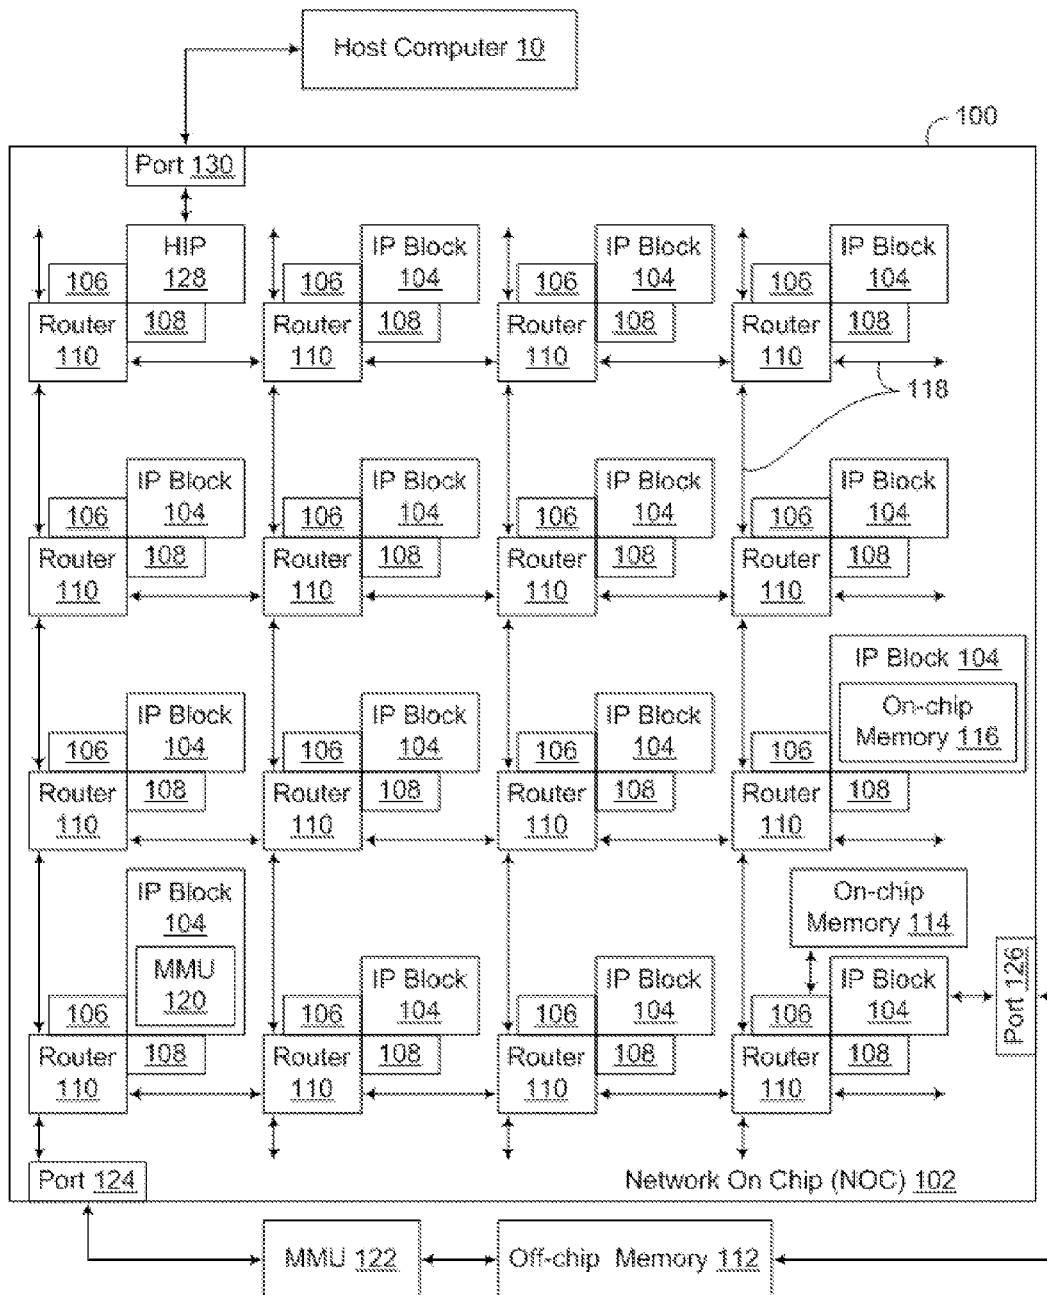 Host Computer 10
100
Port 130
HIP
128
IP Block
104
IP Block
104
IP Block
104
106
106
106
106
Router
110
108
Router
110
108
Router
110
108
Router
110
108
118
IP Block
104
IP Block
104
IP Block
104
IP Block
104
106
106
106
106
Router
110
108
Router
110
108
Router
110
108
Router
110
108
IP Block
104
IP Block
104
IP Block
104
IP Block 104
On-chip
Memory 116
106
106
106
106
Router
110
108
Router
110
108
Router
110
108
Router
110
108
IP Block
104
MMU
120
On-chip
Memory 114
IP Block
104
IP Block
104
IP Block
104
Port 126
106
106
106
106
Router
110
108
Router
110
108
Router
110
108
Router
110
108
Port 124
Network On Chip (NOC) 102
MMU 122
Off-chip Memory 112